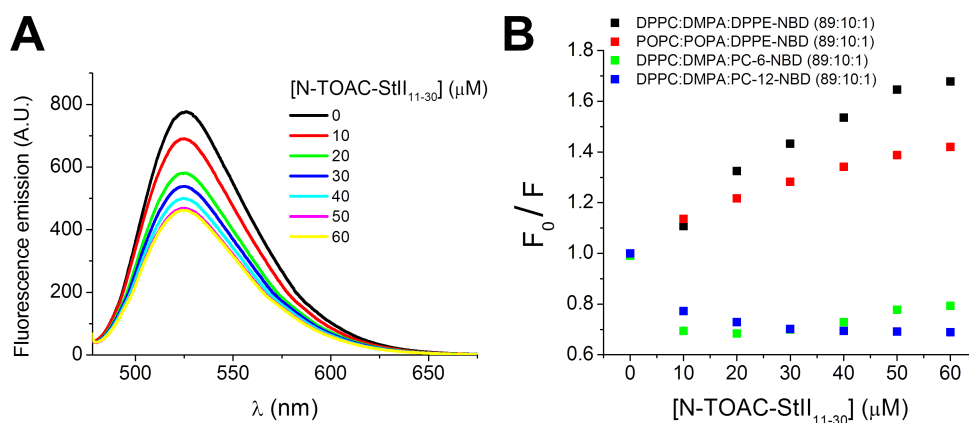 A
Fluorescence emission (A.U.)
800
600
400
200
0
500
550
600
650
λ (nm)
[N-TOAC-StII11-30] (μM)
0
10
20
30
40
50
60
B
F0/ F
1.8
1.6
1.4
1.2
1.0
0.8
0.6
0
10
20
30
40
50
60
[N-TOAC-StII11-30] (μM)
DPPC:DMPA:DPPE-NBD (89:10:1)
POPC:POPA:DPPE-NBD (89:10:1)
DPPC:DMPA:PC-6-NBD (89:10:1)
DPPC:DMPA:PC-12-NBD (89:10:1)